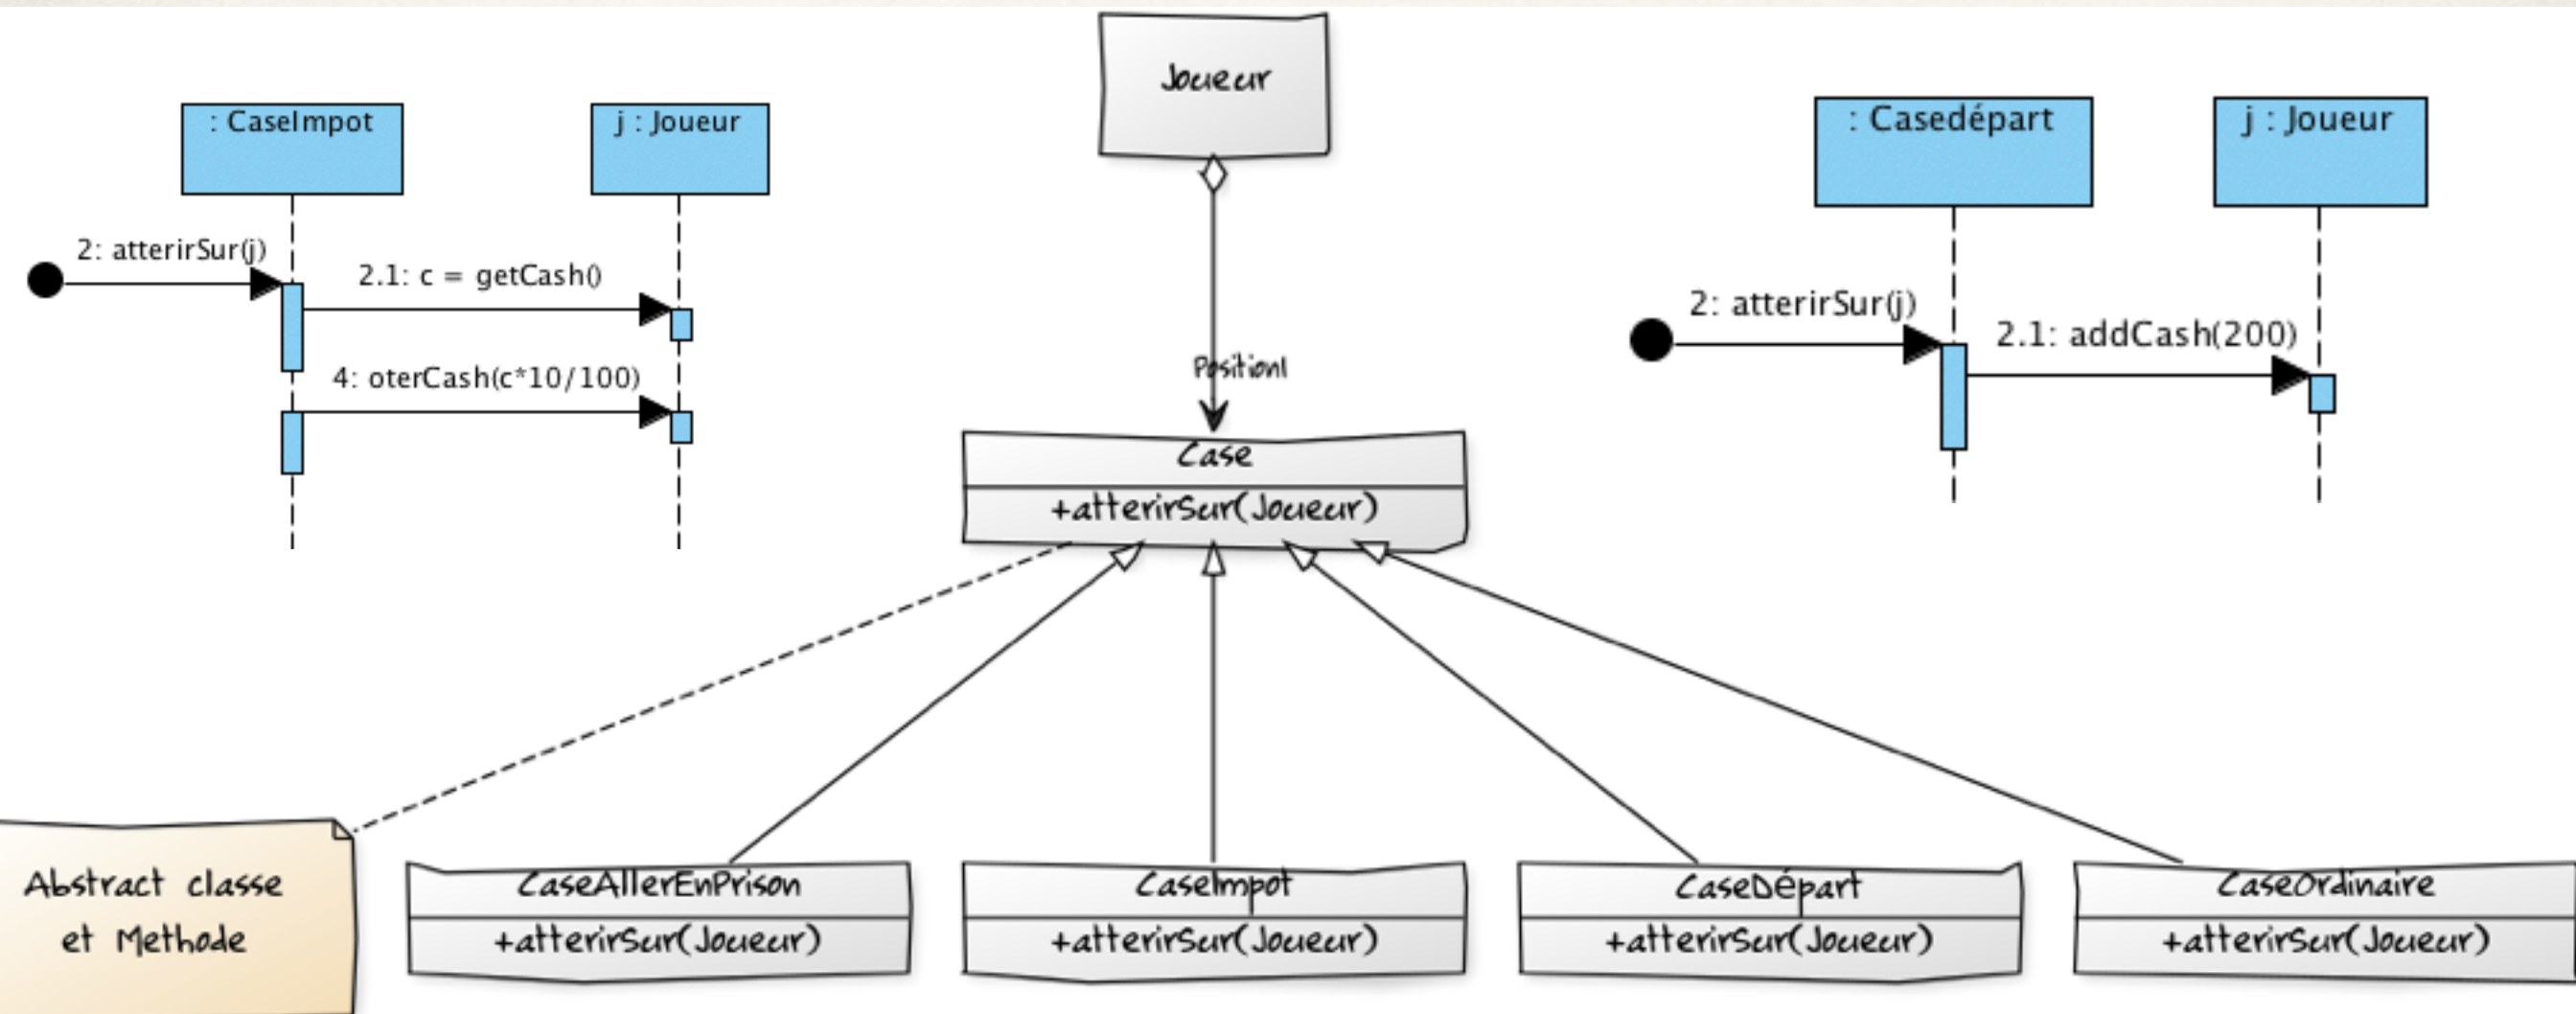 : CaseImpot
j : Joueur
2: atterirSur(j)
2.1: c = getCash()
4: oterCash(c*10/100)
Joueur
Position1
: Casedépart
j : Joueur
2: atterirSur(j)
2.1: addCash(200)
Case
+atterirSur(Joueur)
Abstract classe
et Methode
CaseAllerEnPrison
+atterirSur(Joueur)
CaseImpot
+atterirSur(Joueur)
CaseDépart
+atterirSur(Joueur)
CaseOrdinaire
+atterirSur(Joueur)